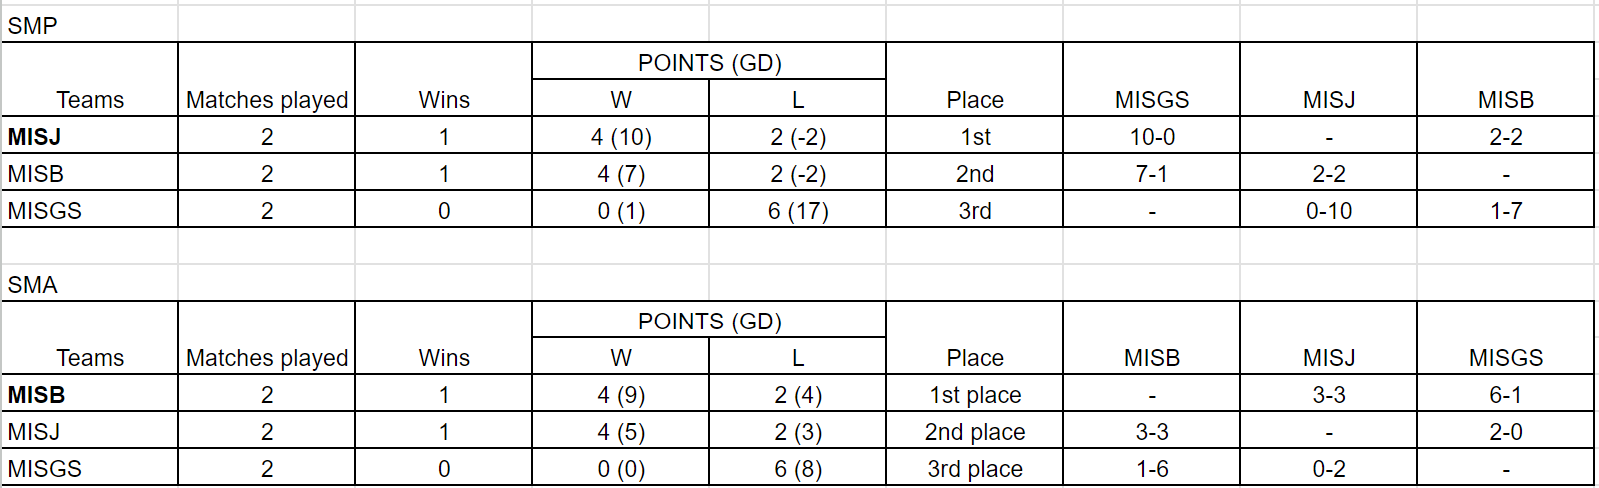 SMP
POINTS (GD)
Teams Matches played Wins W L Place MISGS MISJ MISB
MISJ 2 1 4 (10) 2 (-2) 1st 10-0 - 2-2
MISB 2 1 4 (7) 2 (-2) 2nd 7-1 2-2 -
MISGS 2 0 0 (1) 6 (17) 3rd - 0-10 1-7
SMA
POINTS (GD)
Teams Matches played Wins W L Place MISB MISJ MISGS
MISB 2 1 4 (9) 2 (4) 1st place - 3-3 6-1
MISJ 2 1 4 (5) 2 (3) 2nd place 3-3 - 2-0
MISGS 2 0 0 (0) 6 (8) 3rd place 1-6 0-2 -